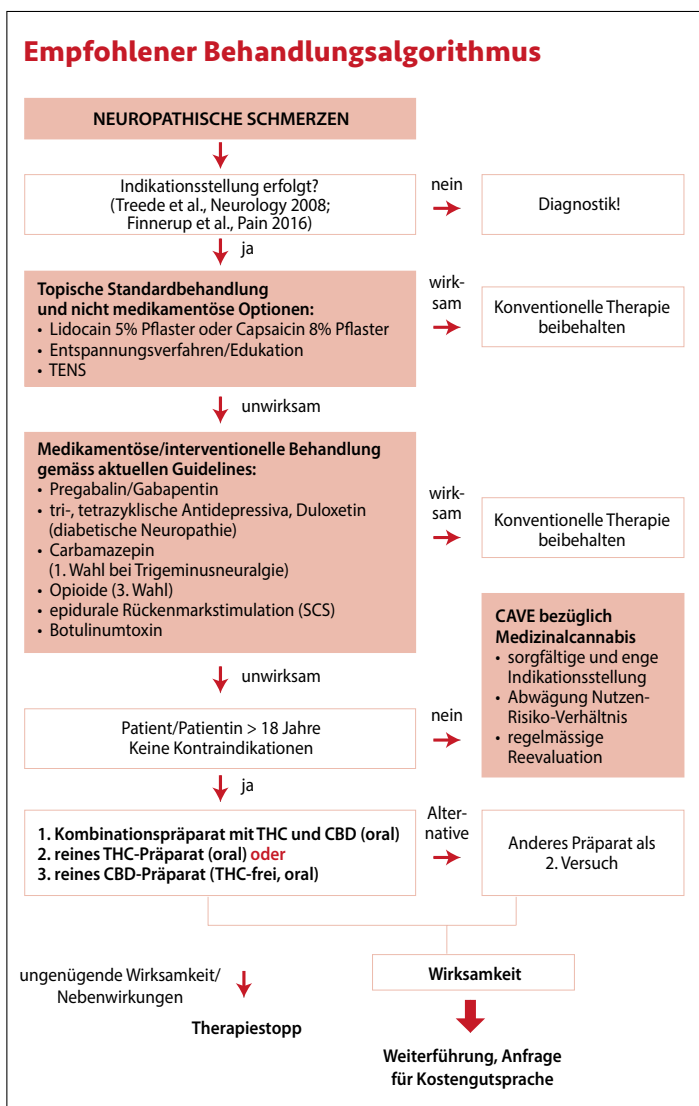 Empfohlener Behandlungsalgorithmus
NEUROPATHISCHE SCHMERZEN
Indikationsstellung erfolgt?
(Treede et al., Neurology 2008;
Finnerup et al., Pain 2016)
nein
Diagnostik!
ja
Topische Standardbehandlung
und nicht medikamentöse Optionen:
• Lidocain 5% Pflaster oder Capsaicin 8% Pflaster
• Entspannungsverfahren/Edukation
• TENS
wirk-
sam
Konventionelle Therapie
beibehalten
unwirksam
Medikamentöse/interventionelle Behandlung
gemäss aktuellen Guidelines:
• Pregabalin/Gabapentin
• tri-, tetrazyklische Antidepressiva, Duloxetin
(diabetische Neuropathie)
• Carbamazepin
(1. Wahl bei Trigeminusneuralgie)
• Opioide (3. Wahl)
• epidurale Rückenmarkstimulation (SCS)
• Botulinumtoxin
wirk-
sam
Konventionelle Therapie
beibehalten
unwirksam
Patient/Patientin > 18 Jahre
Keine Kontraindikationen
nein
CAVE bezüglich
Medizinalcannabis
• sorgfältige und enge
Indikationsstellung
• Abwägung Nutzen-
Risiko-Verhältnis
• regelmässige
Reevaluation
ja
1. Kombinationspräparat mit THC und CBD (oral)
2. reines THC-Präparat (oral) oder
3. reines CBD-Präparat (THC-frei, oral)
Alter-
native
Anderes Präparat als
2. Versuch
ungenügende Wirksamkeit/
Nebenwirkungen
Therapiestopp
Wirksamkeit
Weiterführung, Anfrage
für Kostengutsprache